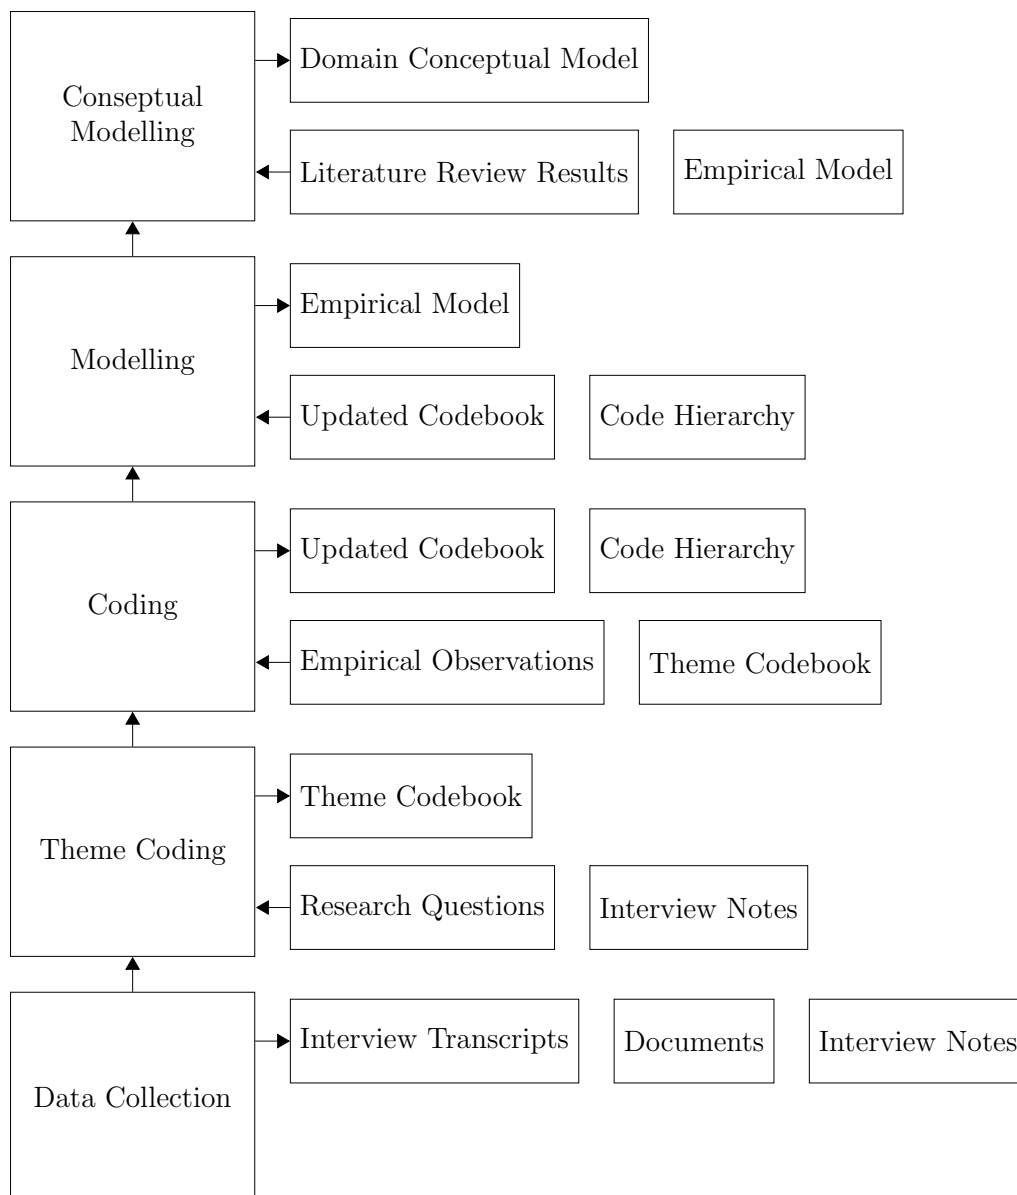 Domain Conceptual Model
Conseptual
Modelling
Literature Review Results
Empirical Model
Empirical Model
Modelling
Updated Codebook
Code Hierarchy
Updated Codebook
Code Hierarchy
Coding
Empirical Observations
Theme Codebook
Theme Codebook
Theme Coding
Research Questions
Interview Notes
Interview Transcripts
Documents
Interview Notes
Data Collection